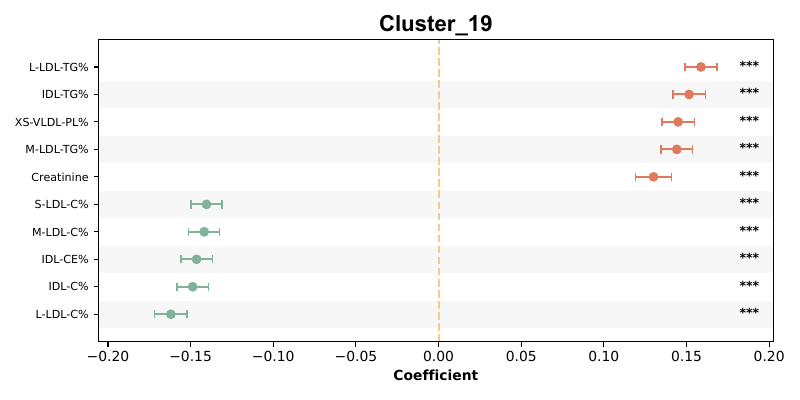 Cluster_19
L-LDL-TG% ***
IDL-TG% ***
XS-VLDL-PL% ***
M-LDL-TG% ***
Creatinine ***
S-LDL-C% ***
M-LDL-C% ***
IDL-CE% ***
IDL-C% ***
L-LDL-C% ***
−0.20 −0.15 −0.10 −0.05 0.00 0.05 0.10 0.15 0.20
Coefficient